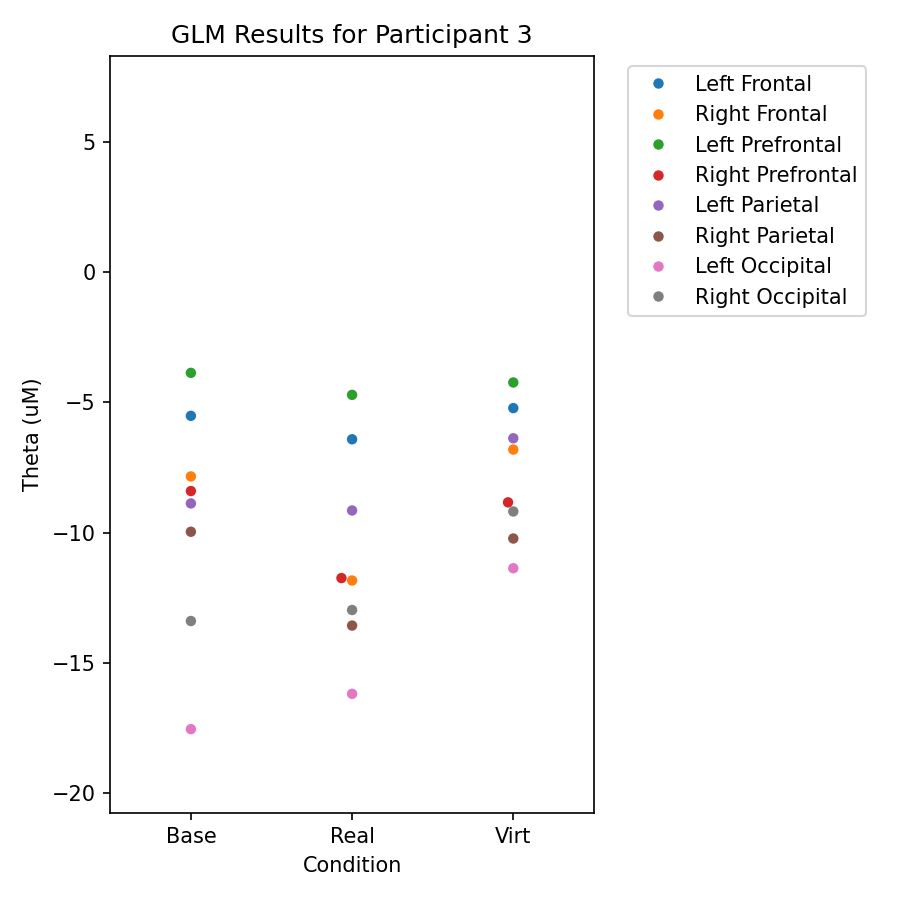 GLM Results for Participant 3
Left Frontal
Right Frontal
Left Prefrontal
Right Prefrontal
Left Parietal
Right Parietal
Left Occipital
Right Occipital
5
0
−5
−10
−15
−20
Theta (uM)
Base Real Virt
Condition